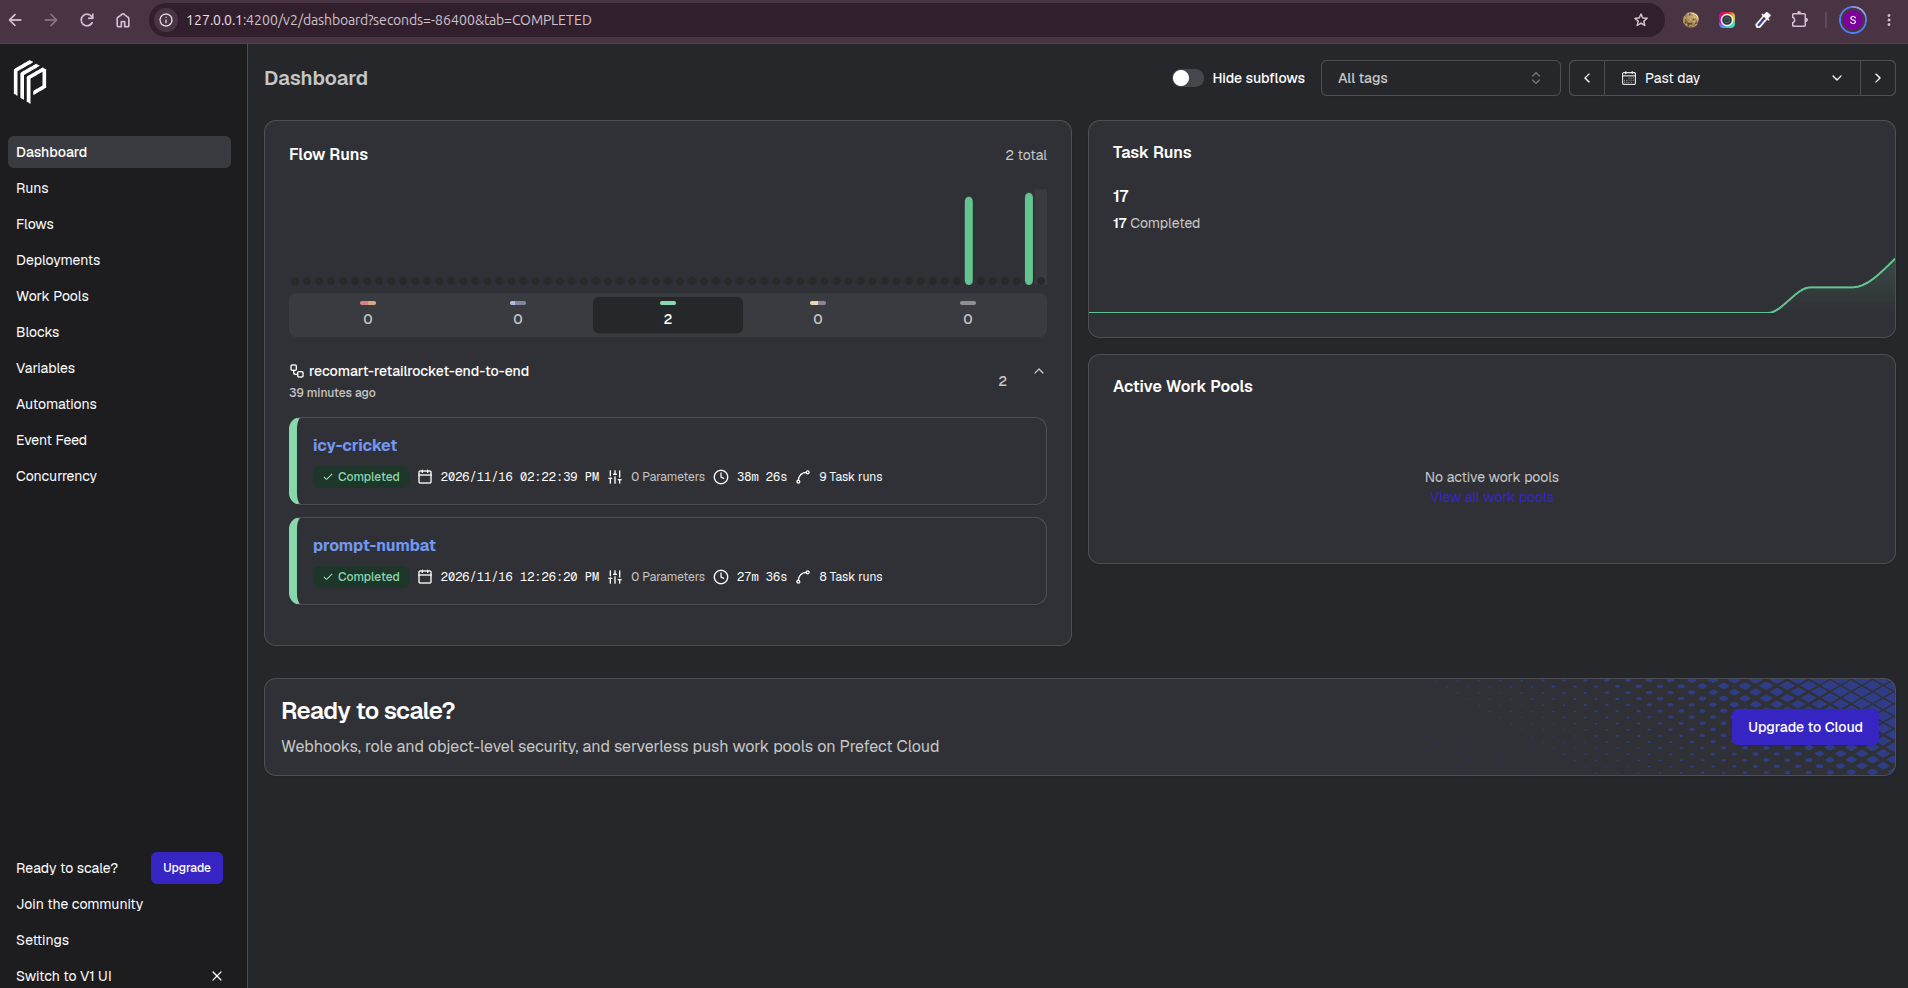 127.0.0.1:4200/v2/dashboard?seconds=-86400&tab=COMPLETED
S
Dashboard
Runs
Flows
Deployments
Work Pools
Blocks
Variables
Automations
Event Feed
Concurrency
Ready to scale?
Upgrade
Join the community
Settings
Switch to V1 UI
Dashboard
Hide subflows
All tags
Past day
Flow Runs
2 total
0
0
2
0
0
recomart-retailrocket-end-to-end
39 minutes ago
2
icy-cricket
Completed 2026/11/16 02:22:39 PM 0 Parameters 38m 26s 9 Task runs
prompt-numbat
Completed 2026/11/16 12:26:20 PM 0 Parameters 27m 36s 8 Task runs
Task Runs
17
17 Completed
Active Work Pools
No active work pools
View all work pools
Ready to scale?
Webhooks, role and object-level security, and serverless push work pools on Prefect Cloud
Upgrade to Cloud